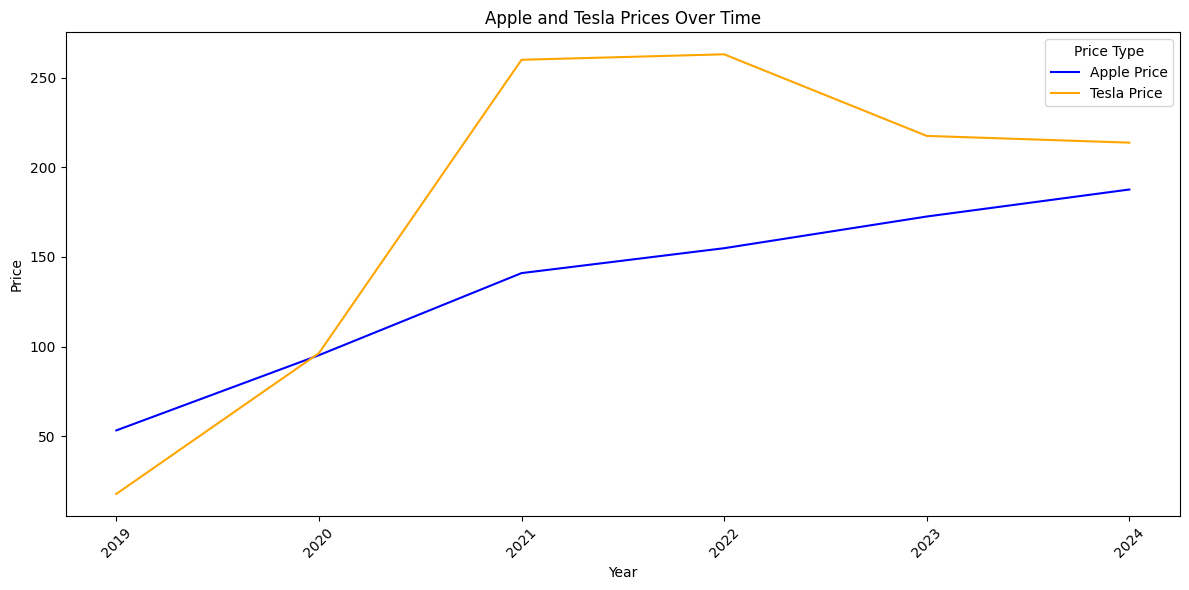 Apple and Tesla Prices Over Time
Price Type
Apple Price
Tesla Price
Price
250
200
150
100
50
2019
2020
2021
2022
2023
2024
Year